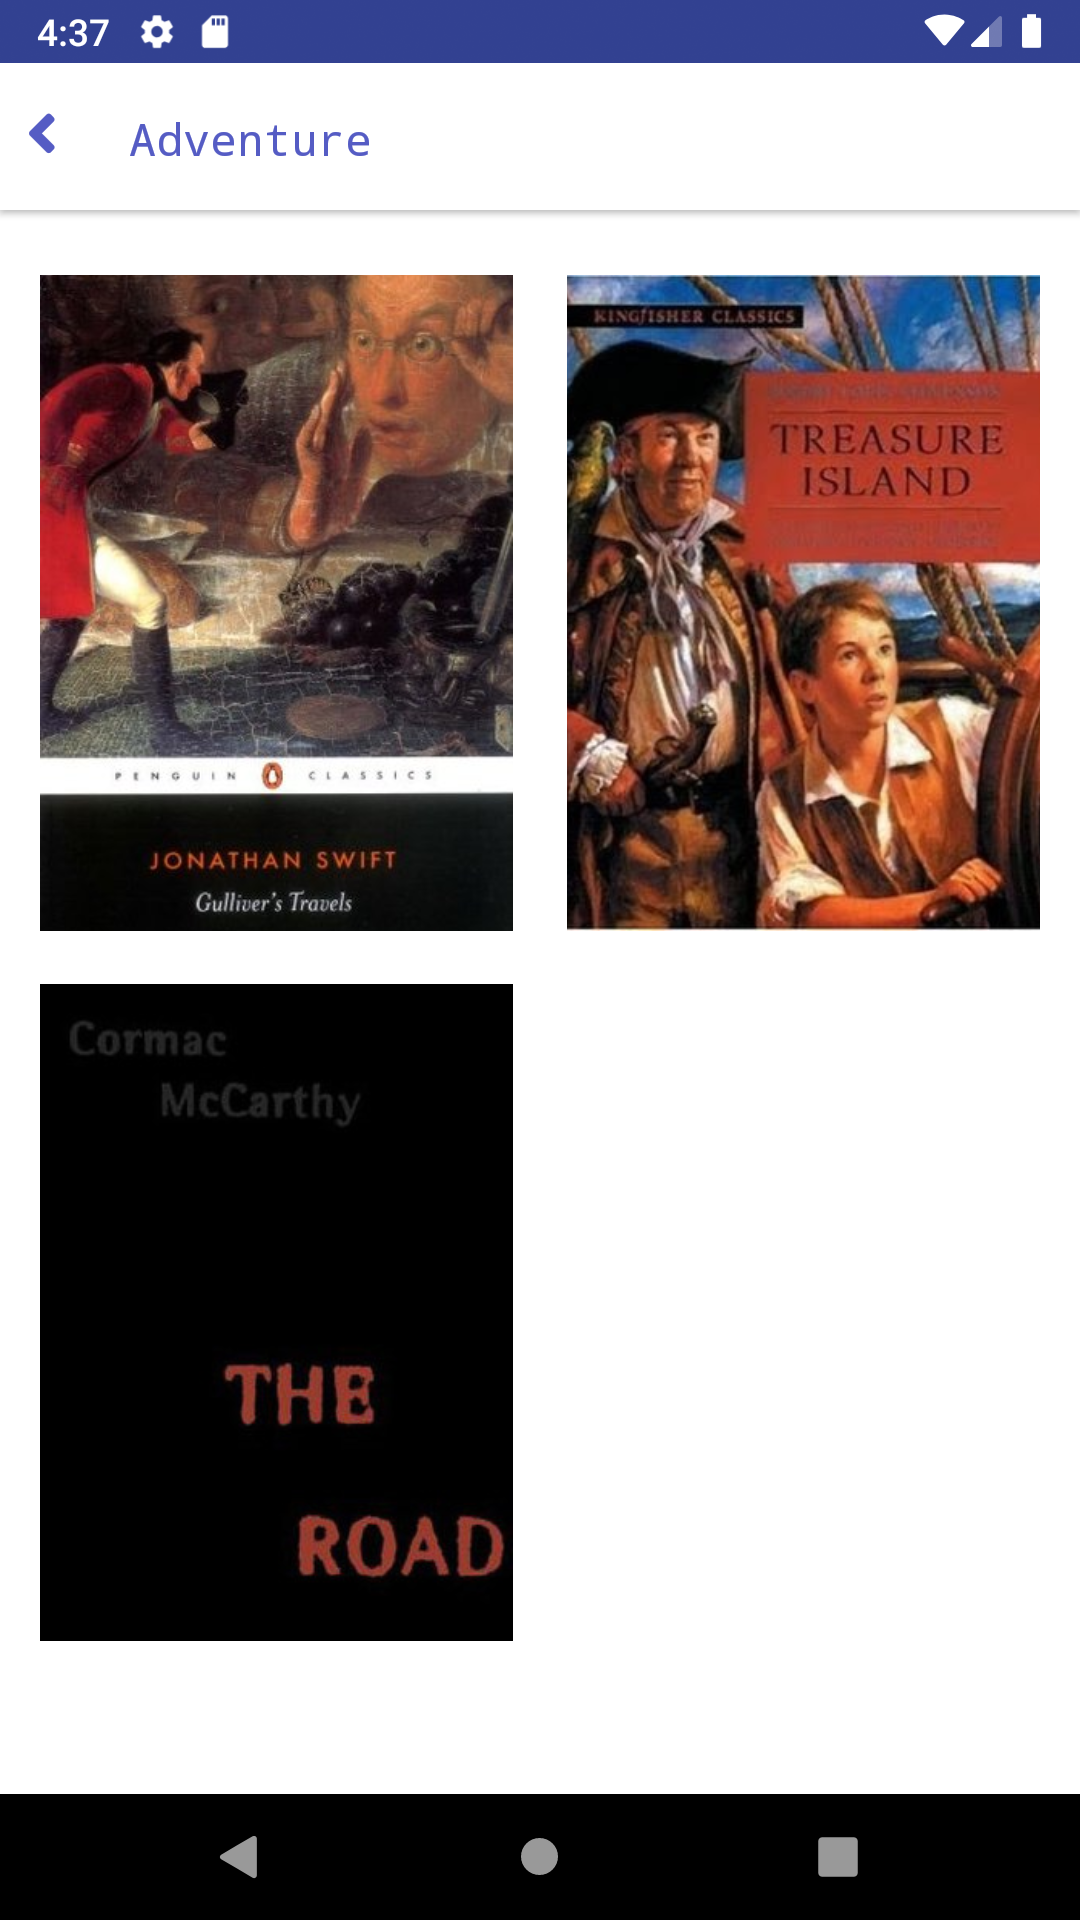 4:37
Adventure
PENGUIN CLASSICS
JONATHAN SWIFT
Gulliver's Travels
KINGFISHER CLASSICS
TREASURE
ISLAND
Cormac
McCarthy
THE
ROAD